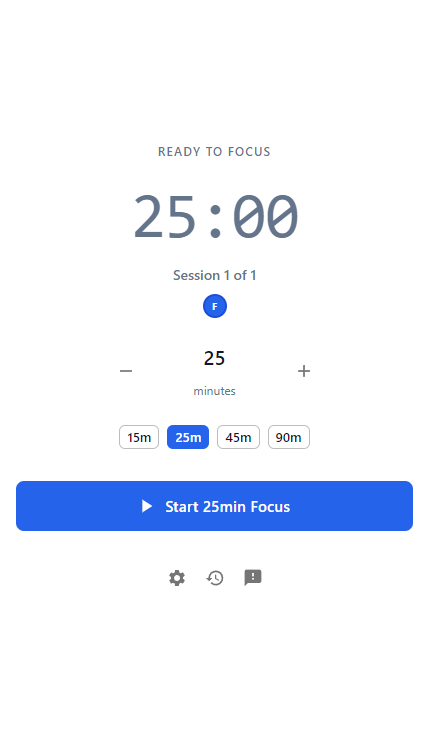 READY TO FOCUS
25:00
Session 1 of 1
F
25
minutes
15m 25m 45m 90m
Start 25min Focus